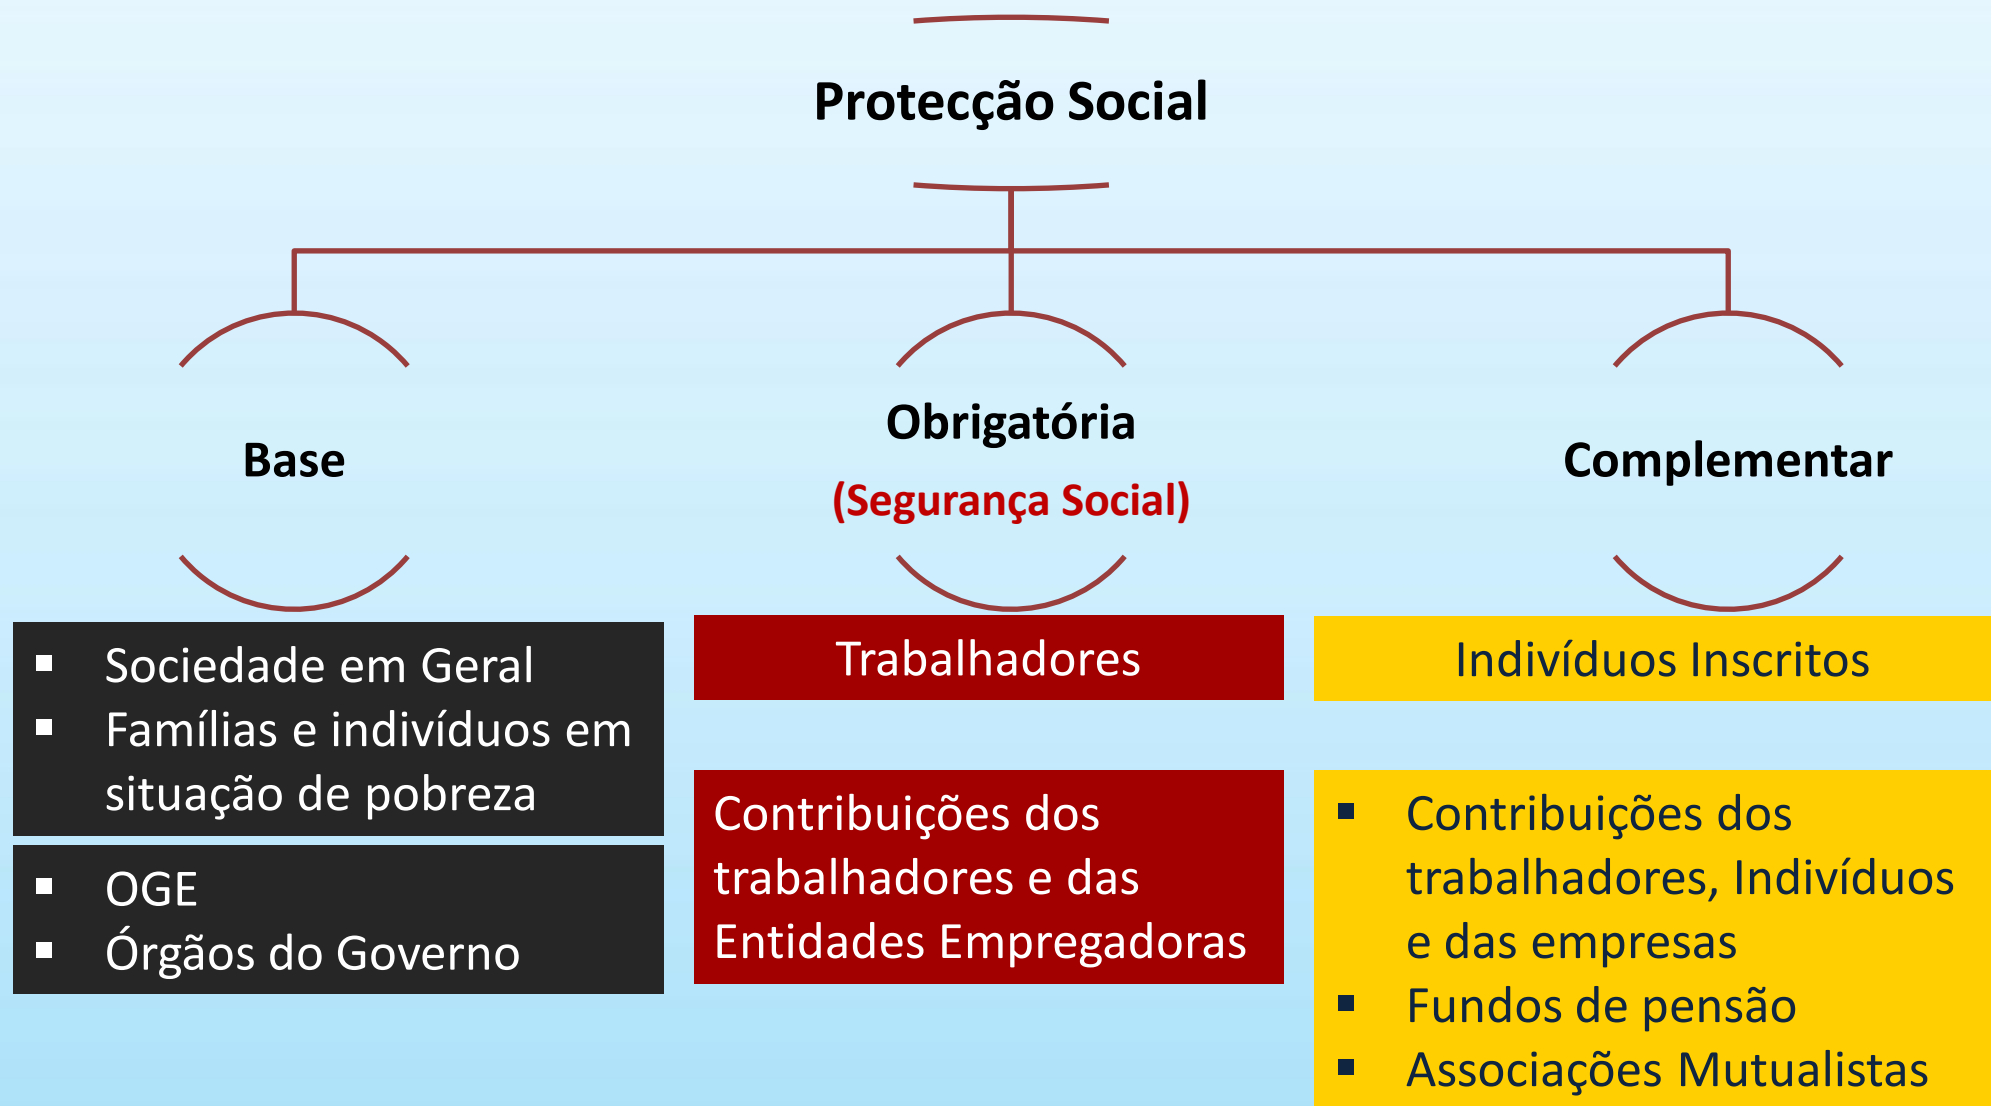 Protecção Social
Base
Obrigatória
(Segurança Social)
Complementar
▪ Sociedade em Geral
▪ Famílias e indivíduos em
situação de pobreza
▪ OGE
▪ Órgãos do Governo
Trabalhadores
Contribuições dos
trabalhadores e das
Entidades Empregadoras
Indivíduos Inscritos
▪ Contribuições dos
trabalhadores, Indivíduos
e das empresas
▪ Fundos de pensão
▪ Associações Mutualistas